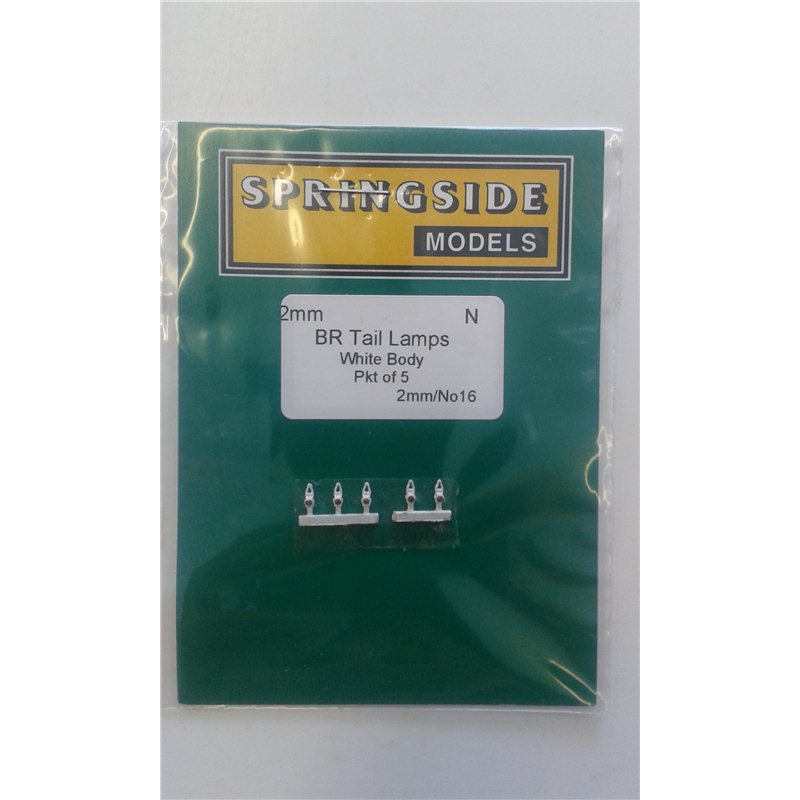 SPRINGSIDE
MODELS
2mm N
BR Tail Lamps
White Body
Pkt of 5
2mm/No16